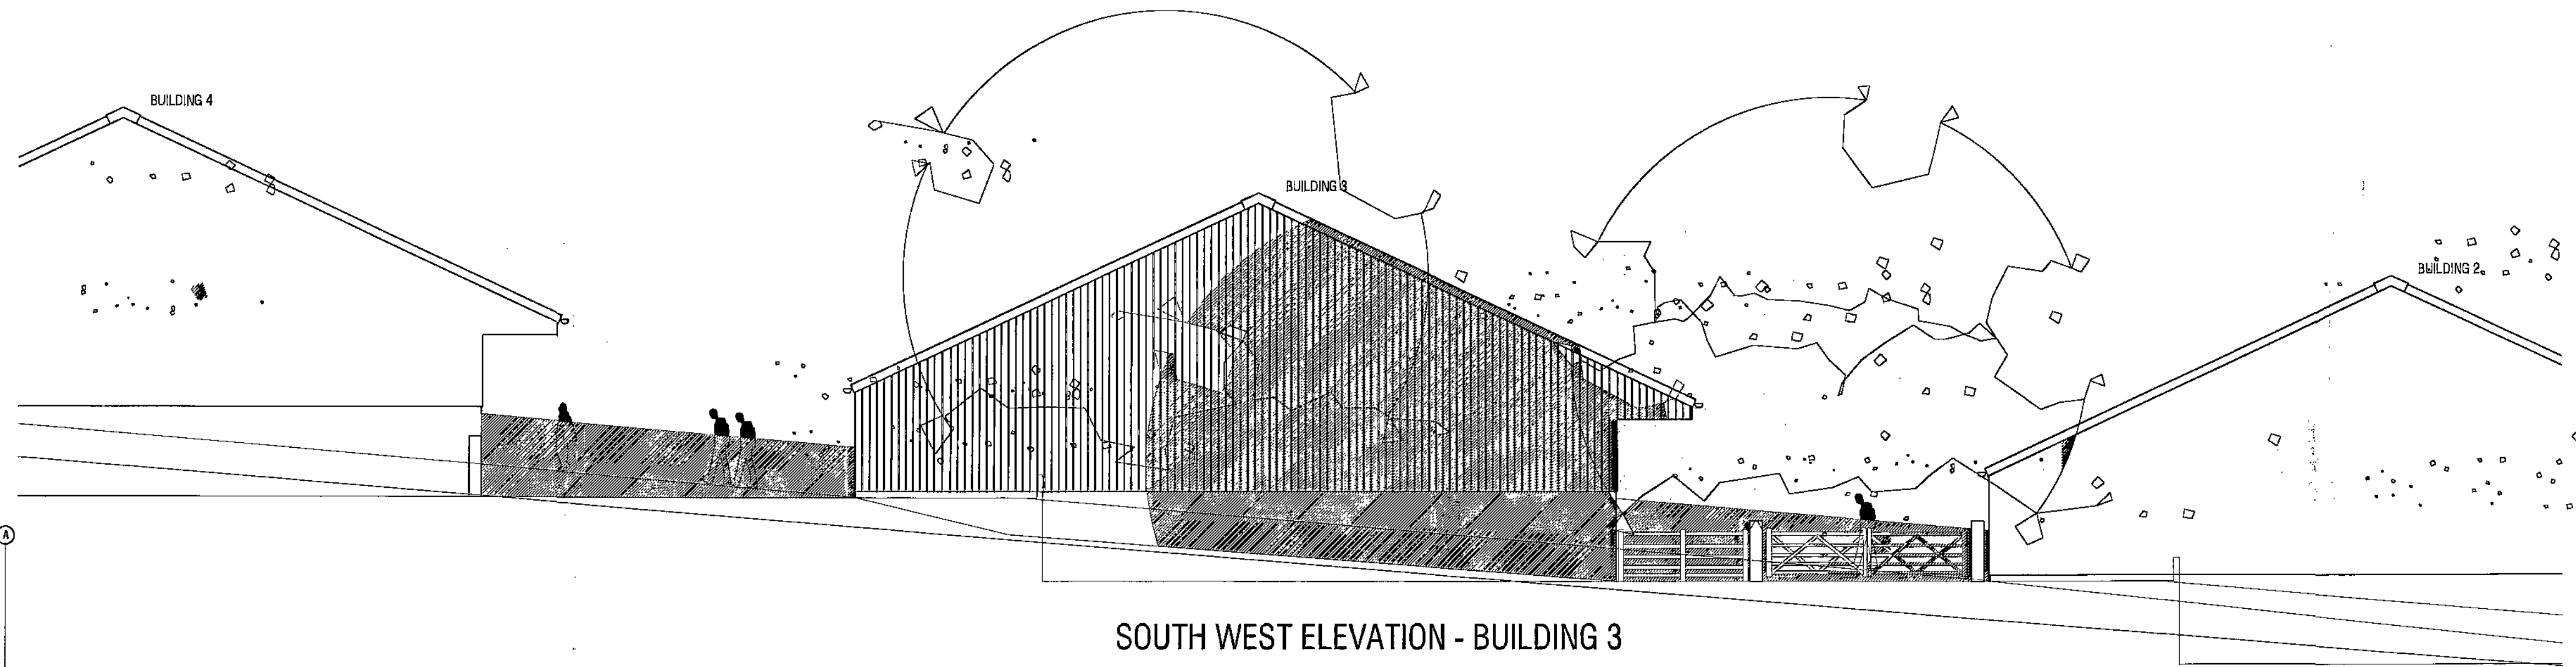 BUILDING 4
BUILDING 3
BUILDING 2
A
SOUTH WEST ELEVATION - BUILDING 3